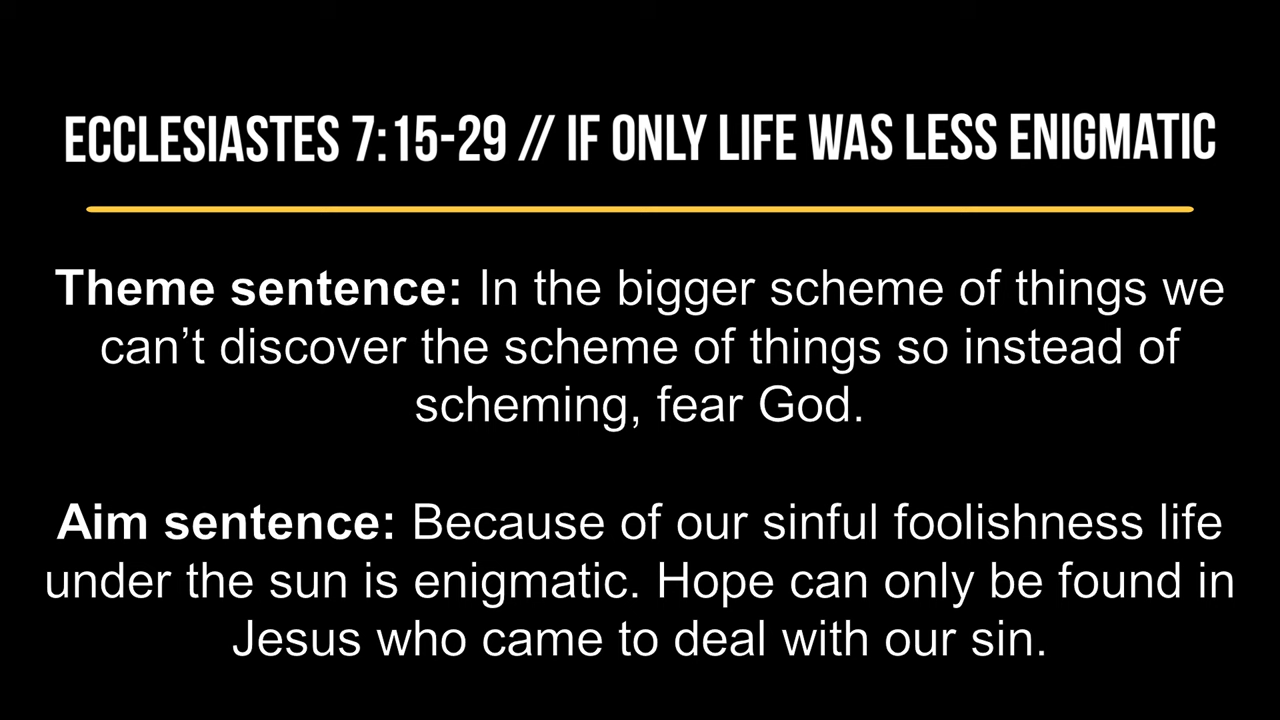 ECCLESIASTES 7:15-29 // IF ONLY LIFE WAS LESS ENIGMATIC
Theme sentence: In the bigger scheme of things we
can’t discover the scheme of things so instead of
scheming, fear God.
Aim sentence: Because of our sinful foolishness life
under the sun is enigmatic. Hope can only be found in
Jesus who came to deal with our sin.